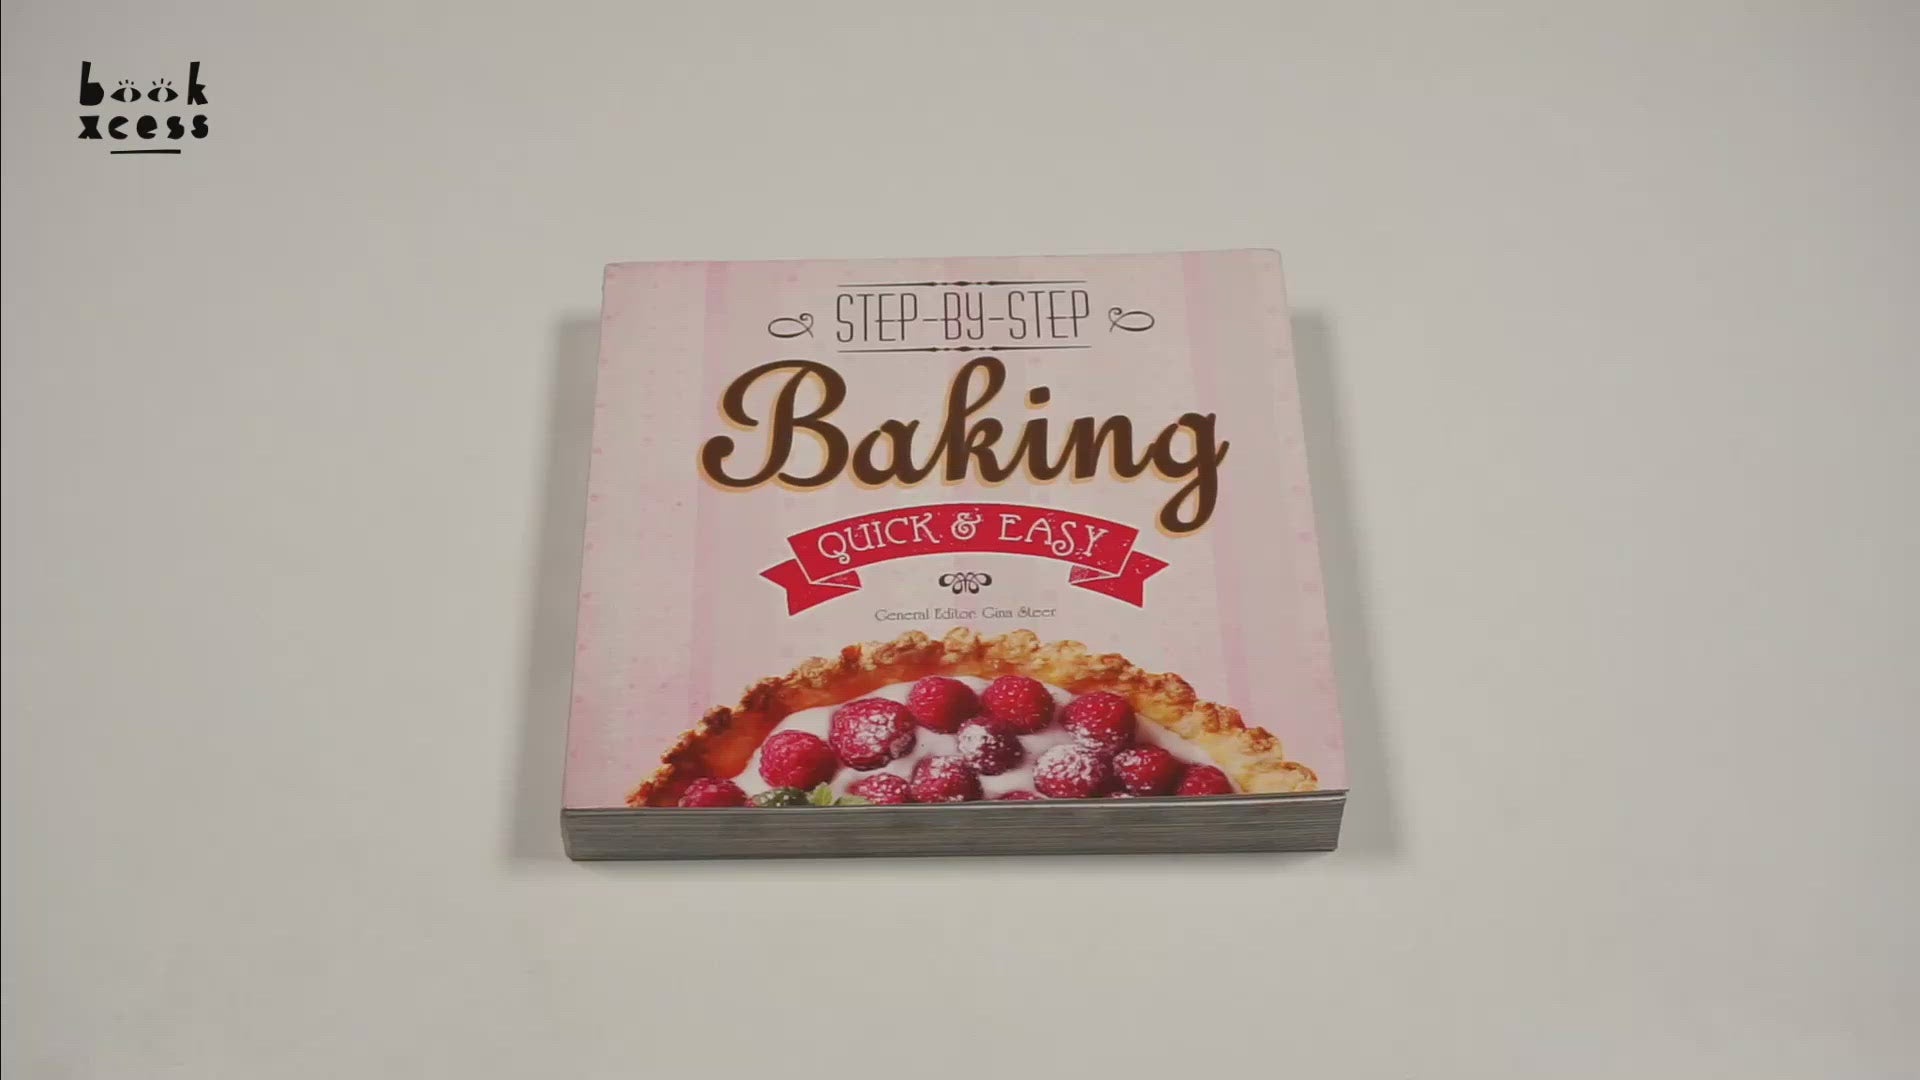 book
xcess
STEP-BY-STEP
Baking
QUICK & EASY
General Editor: Gina Steer